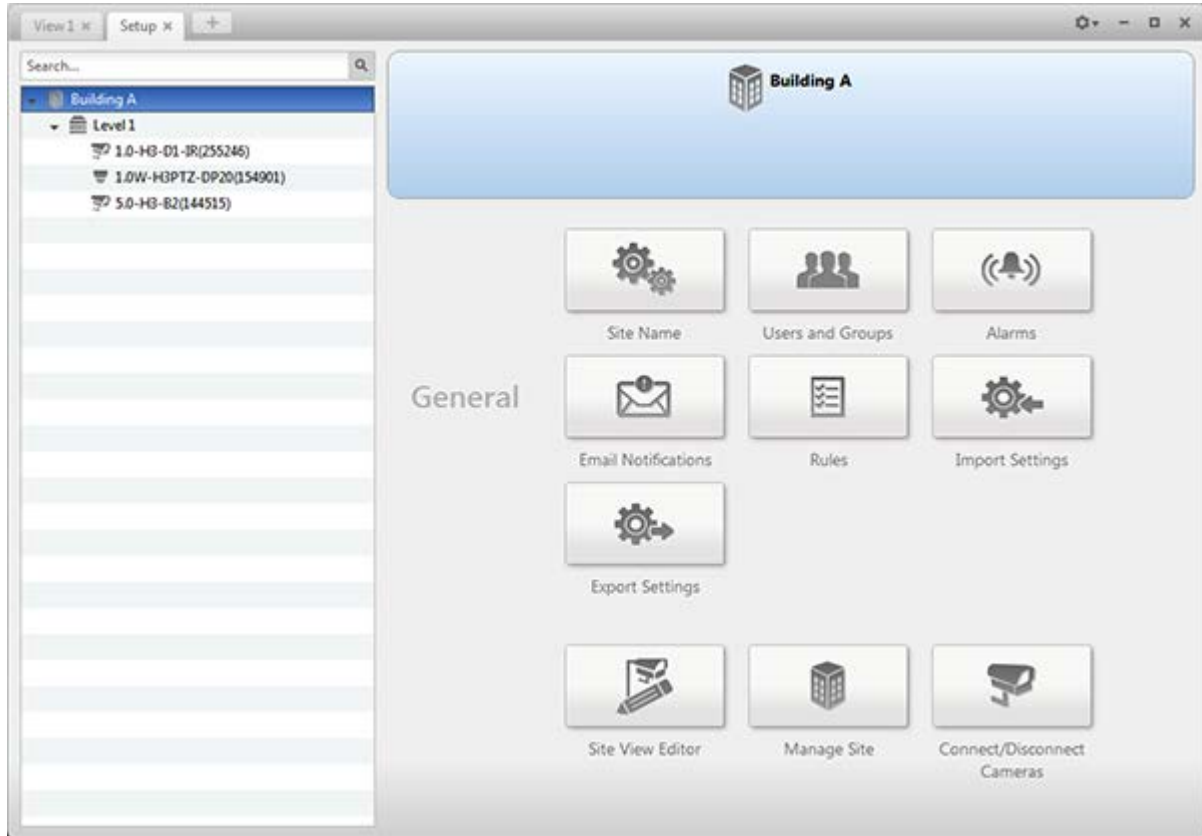 View1
Setup
Search...
Building A
Level 1
1.0-H3-D1-IR(255246)
1.0W-H3PTZ-DP20(154901)
5.0-H3-B2(144515)
Building A
General
Site Name
Users and Groups
Alarms
Email Notifications
Rules
Import Settings
Export Settings
Site View Editor
Manage Site
Connect/Disconnect
Cameras